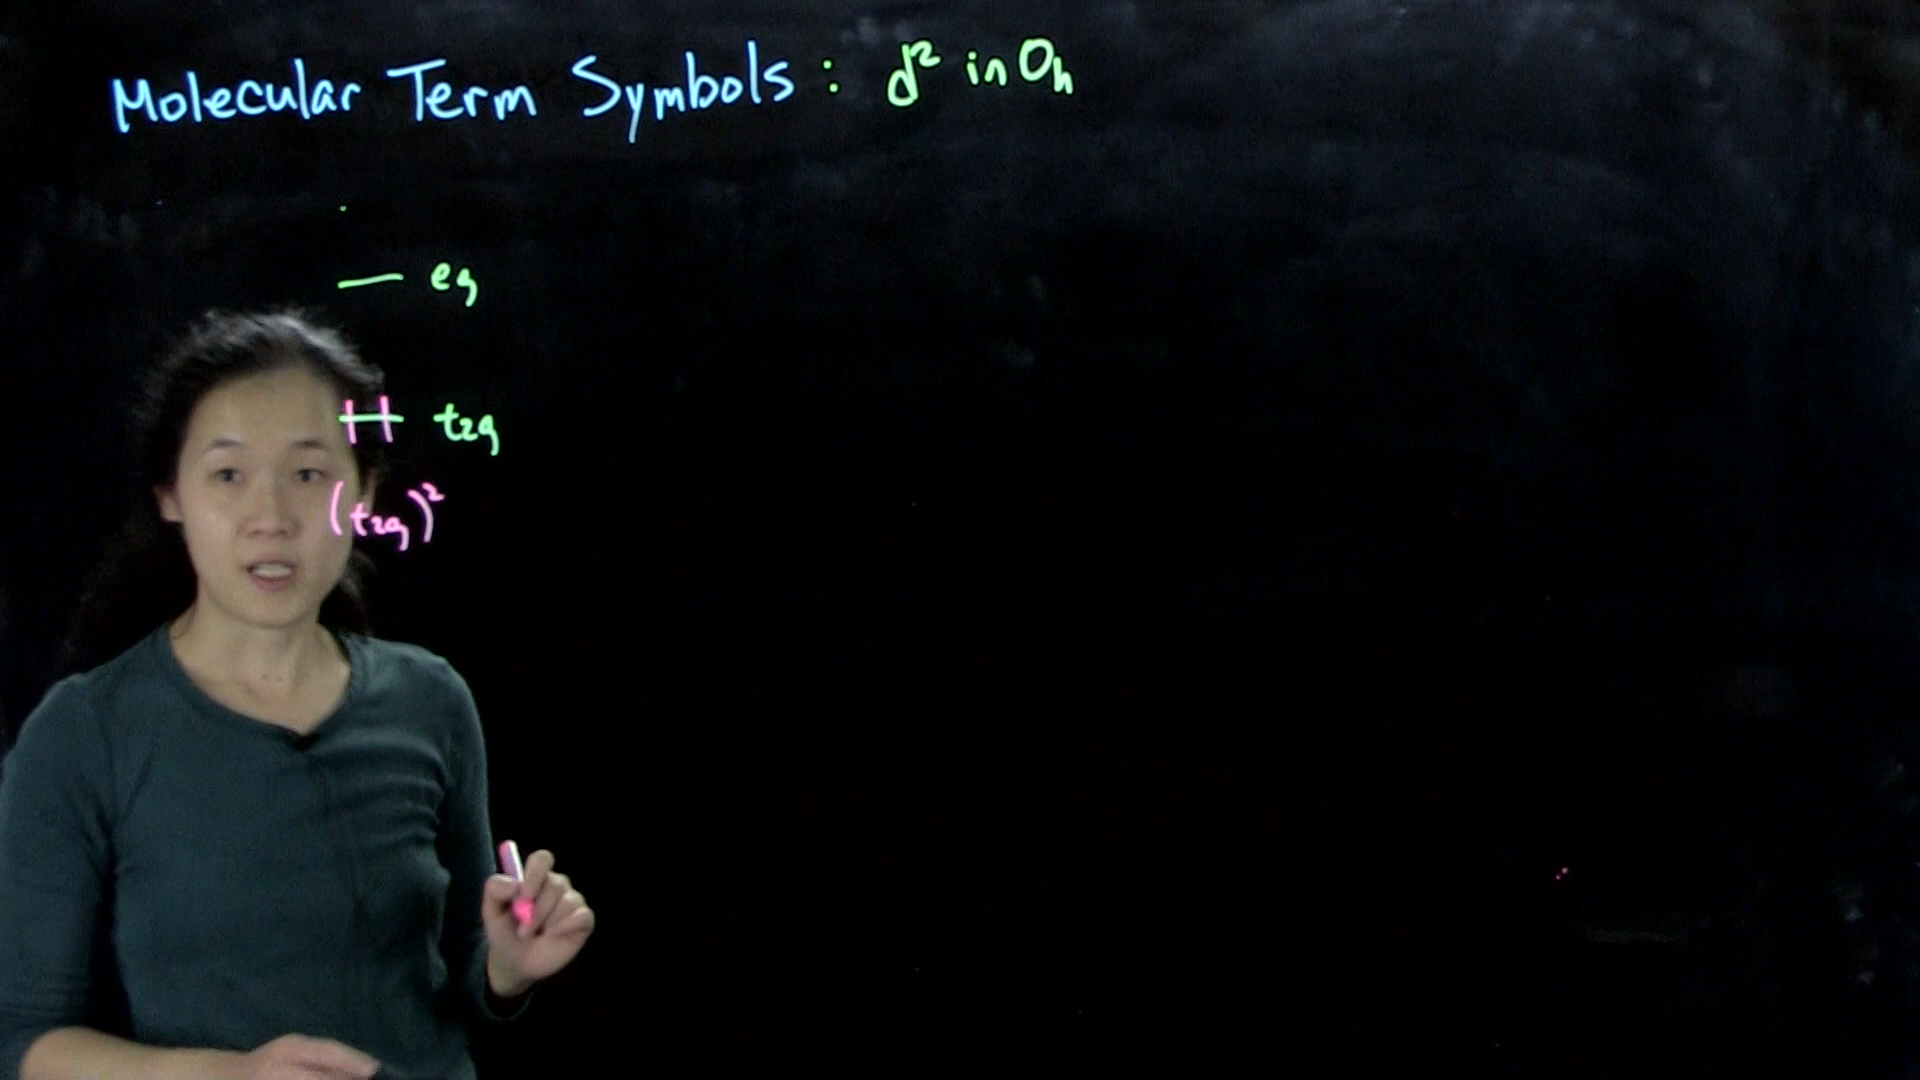 Molecular Term Symbols : d² in Oh
eg
t2g
(t2g)²